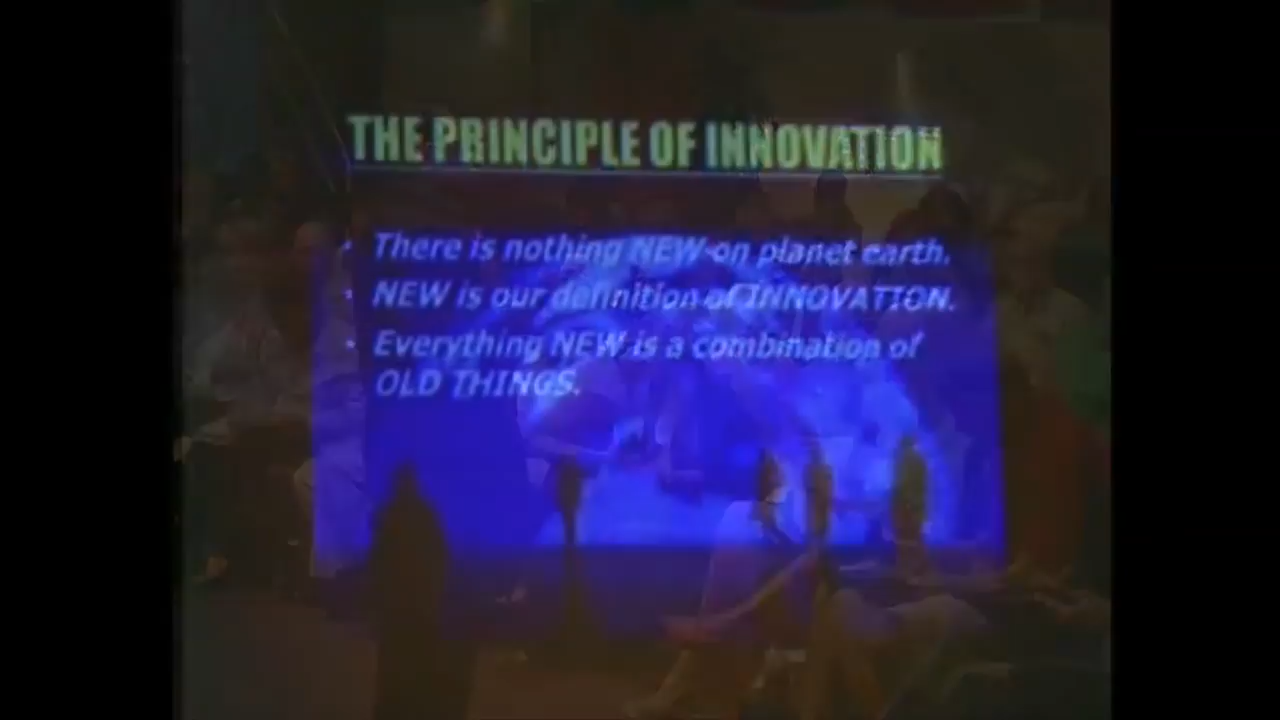 THE PRINCIPLE OF INNOVATION
• There is nothing NEW on planet earth.
• NEW is our definition of INNOVATION.
• Everything NEW is a combination of
OLD THINGS.